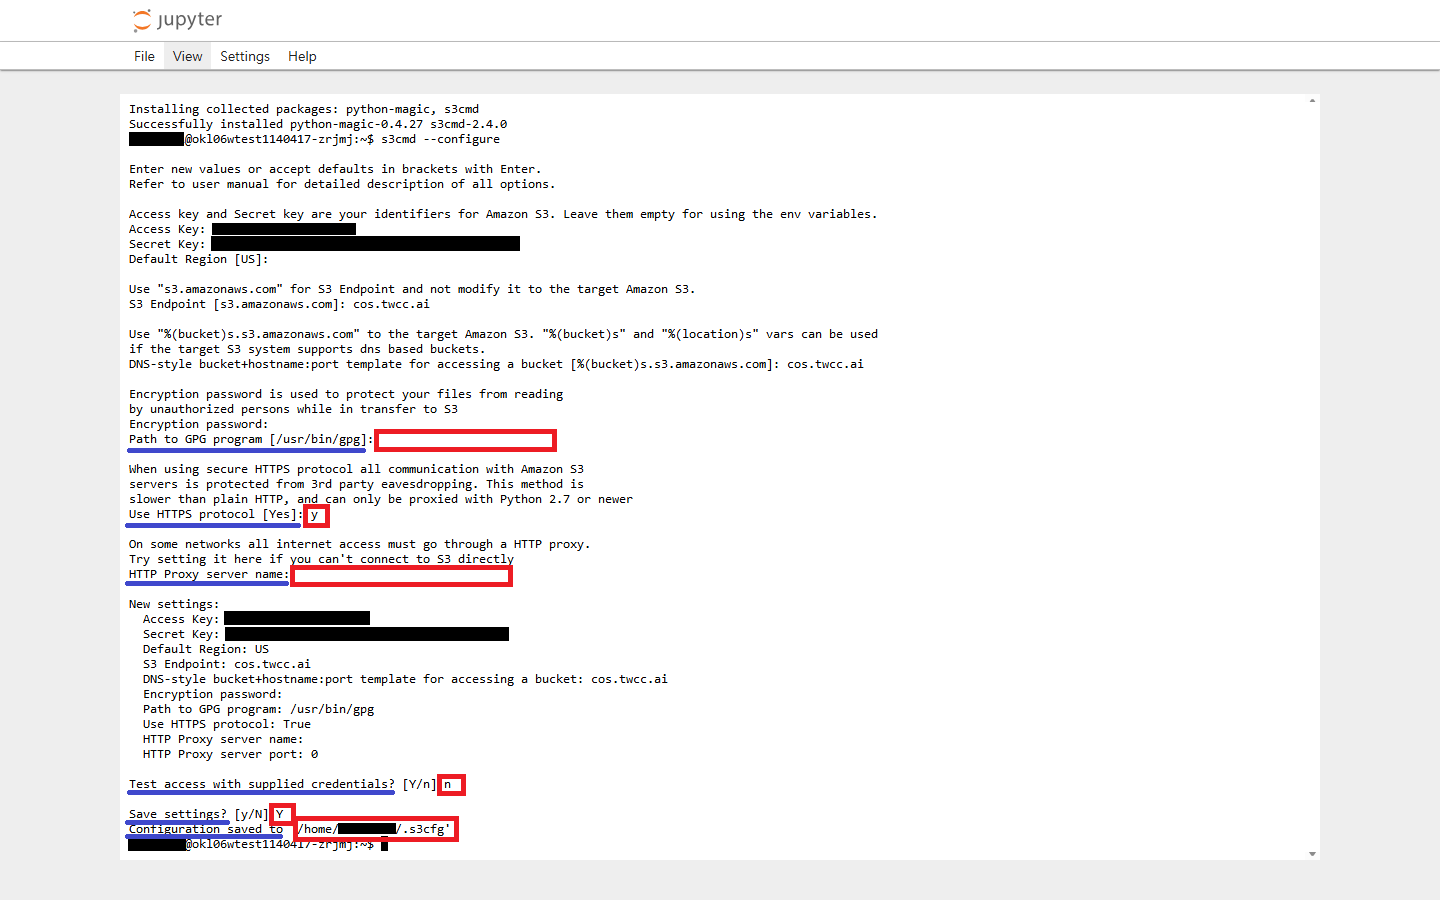 jupyter
File View Settings Help
Installing collected packages: python-magic, s3cmd
Successfully installed python-magic-0.4.27 s3cmd-2.4.0
@okl06wtest1140417-zrjmj:~$ s3cmd --configure
Enter new values or accept defaults in brackets with Enter.
Refer to user manual for detailed description of all options.
Access key and Secret key are your identifiers for Amazon S3. Leave them empty for using the env variables.
Access Key:
Secret Key:
Default Region [US]:
Use "s3.amazonaws.com" for S3 Endpoint and not modify it to the target Amazon S3.
S3 Endpoint [s3.amazonaws.com]: cos.twcc.ai
Use "%(bucket)s.s3.amazonaws.com" to the target Amazon S3. "%(bucket)s" and "%(location)s" vars can be used
if the target S3 system supports dns based buckets.
DNS-style bucket+hostname:port template for accessing a bucket [%(bucket)s.s3.amazonaws.com]: cos.twcc.ai
Encryption password is used to protect your files from reading
by unauthorized persons while in transfer to S3
Encryption password:
Path to GPG program [/usr/bin/gpg]:
When using secure HTTPS protocol all communication with Amazon S3
servers is protected from 3rd party eavesdropping. This method is
slower than plain HTTP, and can only be proxied with Python 2.7 or newer
Use HTTPS protocol [Yes]: y
On some networks all internet access must go through a HTTP proxy.
Try setting it here if you can't connect to S3 directly
HTTP Proxy server name:
New settings:
Access Key:
Secret Key:
Default Region: US
S3 Endpoint: cos.twcc.ai
DNS-style bucket+hostname:port template for accessing a bucket: cos.twcc.ai
Encryption password:
Path to GPG program: /usr/bin/gpg
Use HTTPS protocol: True
HTTP Proxy server name:
HTTP Proxy server port: 0
Test access with supplied credentials? [Y/n] n
Save settings? [y/N] Y
Configuration saved to /home/ /.s3cfg'
@okl06wtest1140417-zrjmj:~$